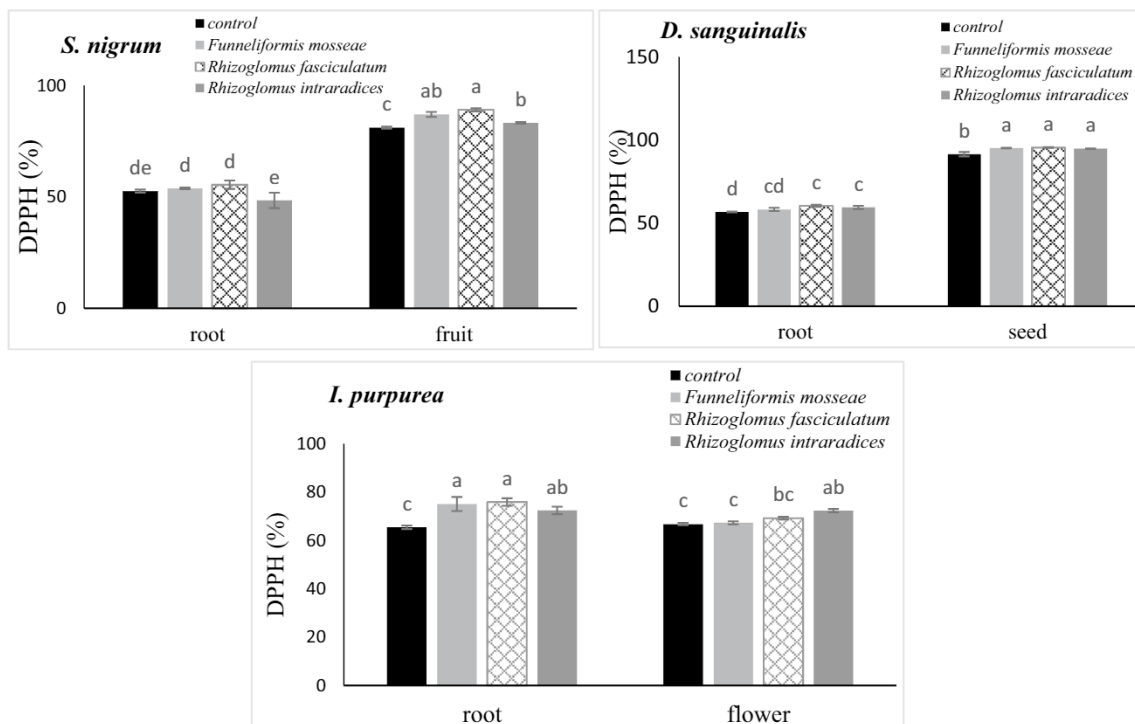 S. nigrum
control
Funneliformis mosseae
Rhizoglomus fasciculatum
Rhizoglomus intraradices
DPPH (%)
100
50
0
de d d e
c ab a b
root fruit
D. sanguinalis
control
Funneliformis mosseae
Rhizoglomus fasciculatum
Rhizoglomus intraradices
DPPH (%)
150
100
50
0
d cd c c
b a a a
root seed
I. purpurea
control
Funneliformis mosseae
Rhizoglomus fasciculatum
Rhizoglomus intraradices
DPPH (%)
100
80
60
40
20
0
c a a ab
c c bc ab
root flower